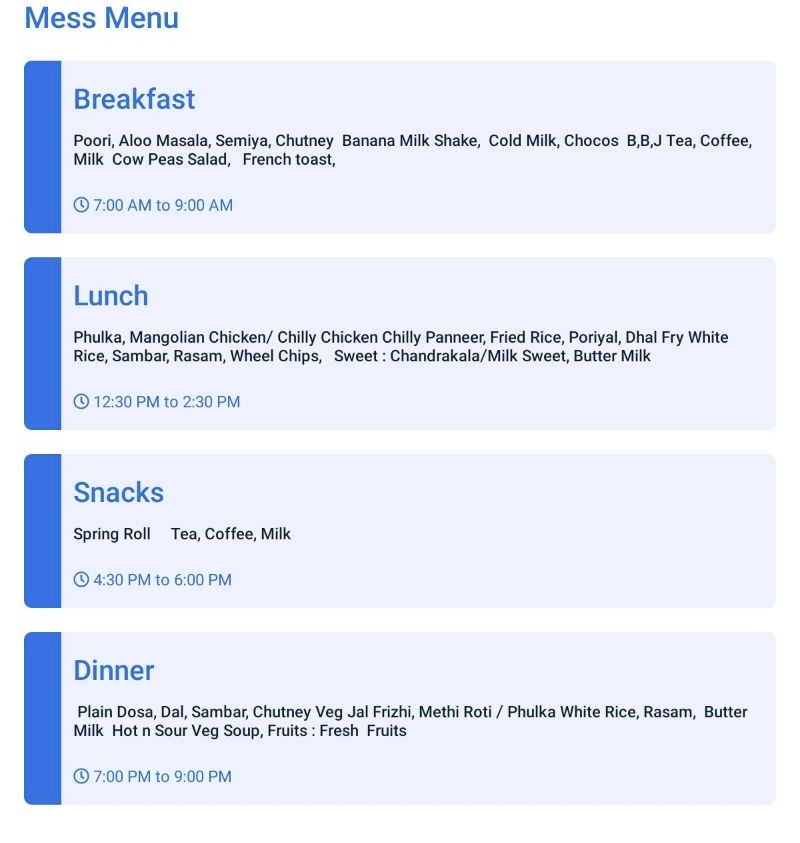 Mess Menu
Breakfast
Poori, Aloo Masala, Semiya, Chutney  Banana Milk Shake,  Cold Milk, Chocos  B,B,J Tea, Coffee,
Milk  Cow Peas Salad,   French toast,
7:00 AM to 9:00 AM
Lunch
Phulka, Mangolian Chicken/ Chilly Chicken Chilly Panneer, Fried Rice, Poriyal, Dhal Fry White
Rice, Sambar, Rasam, Wheel Chips,   Sweet : Chandrakala/Milk Sweet, Butter Milk
12:30 PM to 2:30 PM
Snacks
Spring Roll     Tea, Coffee, Milk
4:30 PM to 6:00 PM
Dinner
Plain Dosa, Dal, Sambar, Chutney Veg Jal Frizhi, Methi Roti / Phulka White Rice, Rasam,  Butter
Milk  Hot n Sour Veg Soup, Fruits : Fresh  Fruits
7:00 PM to 9:00 PM